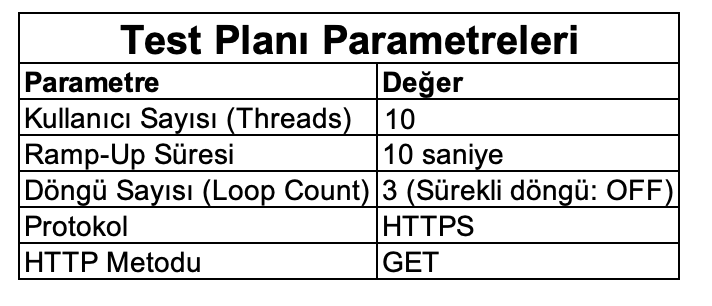 Test Planı Parametreleri
Parametre Değer
Kullanıcı Sayısı (Threads) 10
Ramp-Up Süresi 10 saniye
Döngü Sayısı (Loop Count) 3 (Sürekli döngü: OFF)
Protokol HTTPS
HTTP Metodu GET